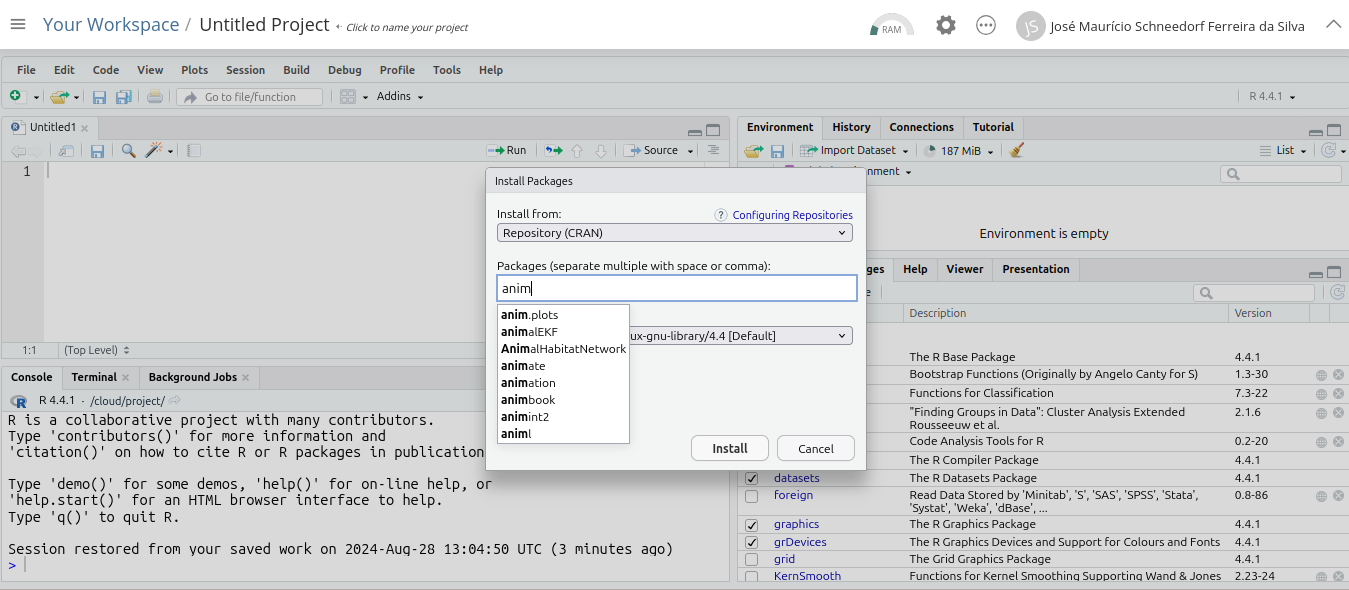 Your Workspace / Untitled Project ← Click to name your project
RAM
JS José Maurício Schneedorf Ferreira da Silva
File Edit Code View Plots Session Build Debug Profile Tools Help
Go to file/function Addins R 4.4.1
Untitled1
Run Source
1
1:1 (Top Level)
Console Terminal Background Jobs
R 4.4.1 · /cloud/project/
R is a collaborative project with many contributors.
Type 'contributors()' for more information and
'citation()' on how to cite R or R packages in publication
Type 'demo()' for some demos, 'help()' for on-line help, or
'help.start()' for an HTML browser interface to help.
Type 'q()' to quit R.
Session restored from your saved work on 2024-Aug-28 13:04:50 UTC (3 minutes ago)
>
Install Packages
Install from: ? Configuring Repositories
Repository (CRAN)
Packages (separate multiple with space or comma):
anim
anim.plots
animalEKF
AnimalHabitatNetwork
animate
animation
animbook
animint2
animl
ux-gnu-library/4.4 [Default]
Install Cancel
Environment History Connections Tutorial
Import Dataset 187 MiB List
nment
Environment is empty
ges Help Viewer Presentation
e
Description Version
The R Base Package 4.4.1
Bootstrap Functions (Originally by Angelo Canty for S) 1.3-30
Functions for Classification 7.3-22
"Finding Groups in Data": Cluster Analysis Extended 2.1.6
Rousseeuw et al.
Code Analysis Tools for R 0.2-20
The R Compiler Package 4.4.1
datasets The R Datasets Package 4.4.1
foreign Read Data Stored by 'Minitab', 'S', 'SAS', 'SPSS', 'Stata', 0.8-86
'Systat', 'Weka', 'dBase', ...
graphics The R Graphics Package 4.4.1
grDevices The R Graphics Devices and Support for Colours and Fonts 4.4.1
grid The Grid Graphics Package 4.4.1
KernSmooth Functions for Kernel Smoothing Supporting Wand & Jones 2.23-24